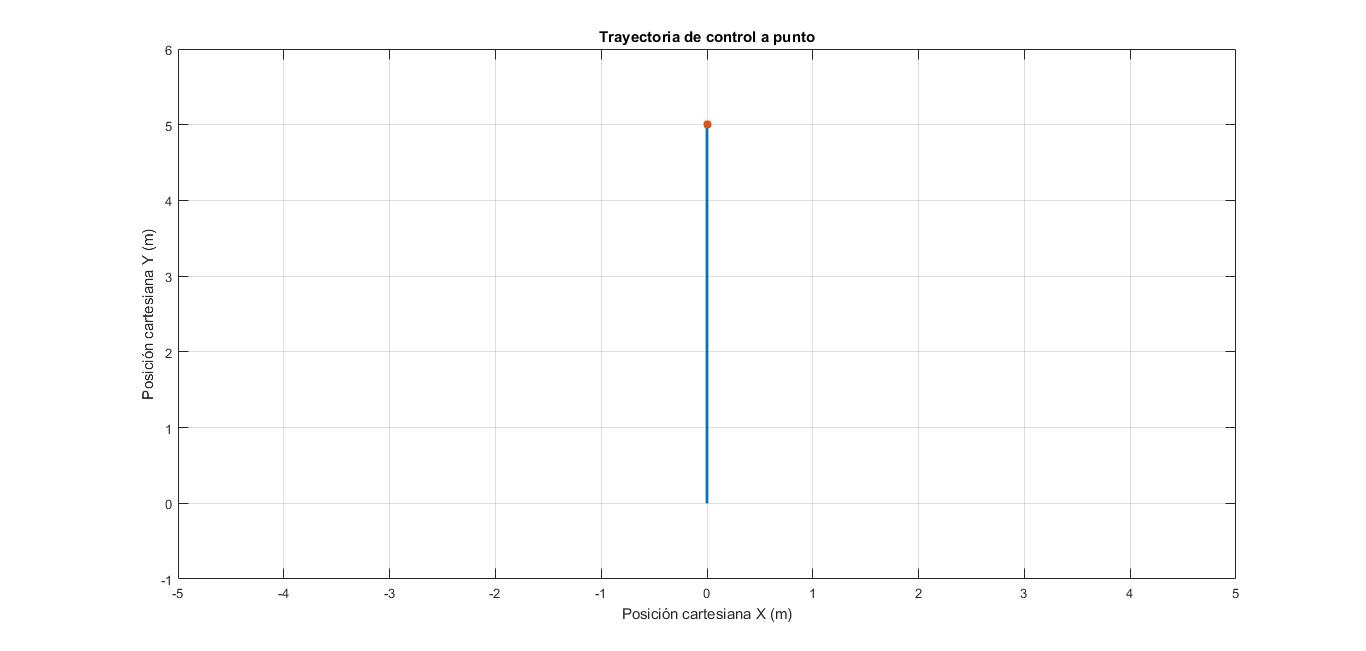 Trayectoria de control a punto
6
5
4
3
2
1
0
-1
Posición cartesiana Y (m)
-5 -4 -3 -2 -1 0 1 2 3 4 5
Posición cartesiana X (m)